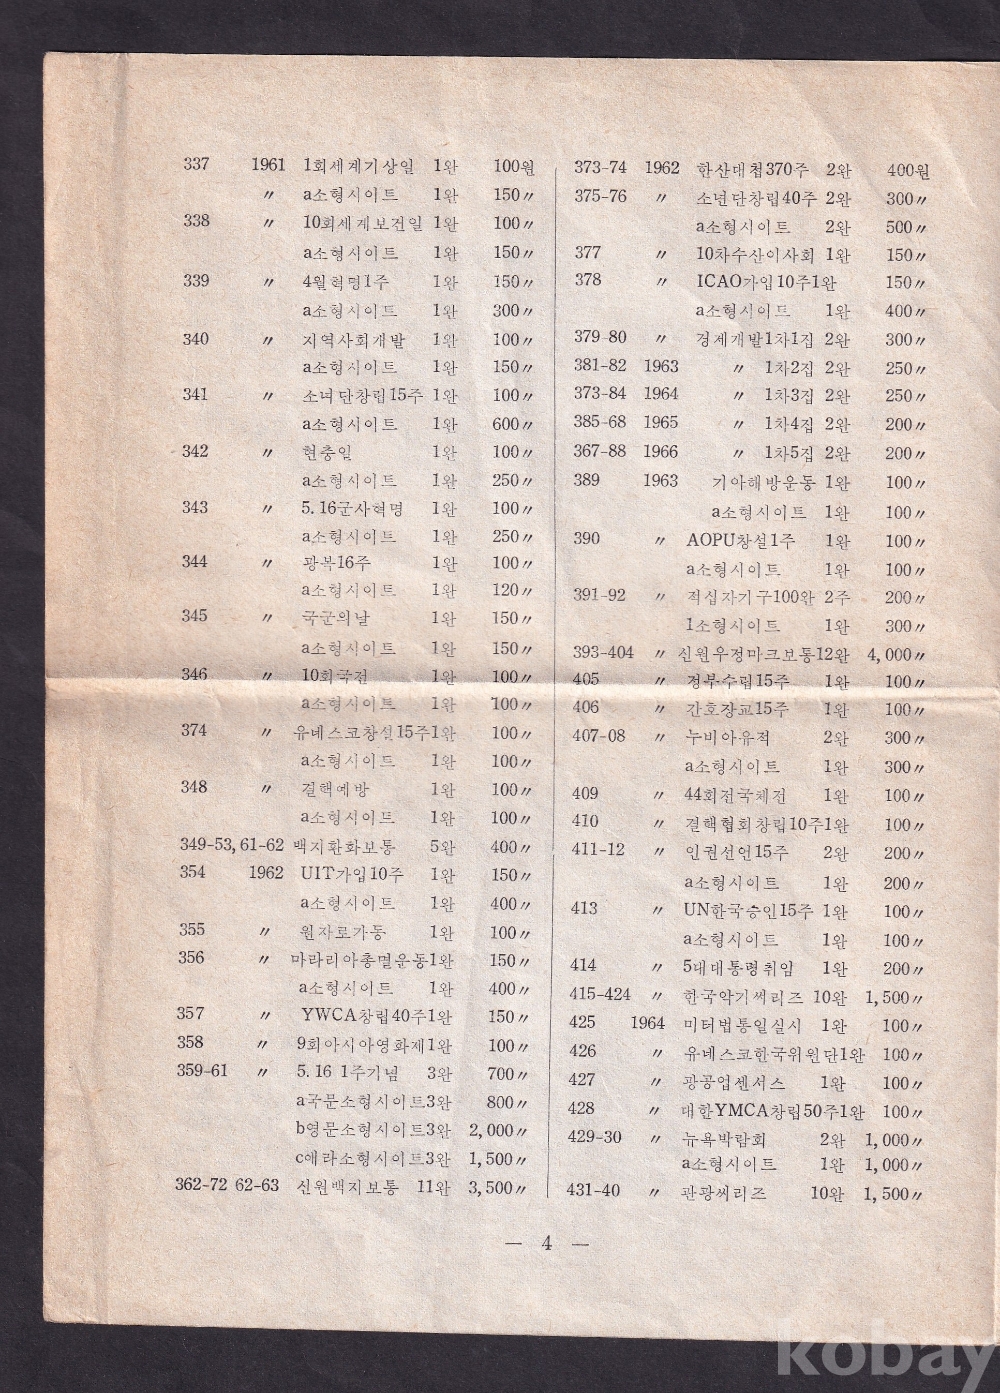 337 1961 1회세계기상일 1완 100원
〃 a소형시이트 1완 150〃
338 〃 10회세계보건일 1완 100〃
a소형시이트 1완 150〃
339 〃 4월혁명1주 1완 150〃
a소형시이트 1완 300〃
340 〃 지역사회개발 1완 100〃
a소형시이트 1완 150〃
341 〃 소녀단창립15주 1완 100〃
a소형시이트 1완 600〃
342 〃 현충일 1완 100〃
a소형시이트 1완 250〃
343 〃 5.16군사혁명 1완 100〃
a소형시이트 1완 250〃
344 〃 광복16주 1완 100〃
a소형시이트 1완 120〃
345 〃 국군의날 1완 150〃
a소형시이트 1완 150〃
346 〃 10회국전 1완 100〃
a소형시이트 1완 100〃
374 〃 유네스코창설15주1완 100〃
a소형시이트 1완 100〃
348 〃 결핵예방 1완 100〃
a소형시이트 1완 100〃
349-53, 61-62 백지환화보통 5완 400〃
354 1962 UIT가입10주 1완 150〃
a소형시이트 1완 400〃
355 〃 원자로가동 1완 100〃
356 〃 마라리아총멸운동1완 150〃
a소형시이트 1완 400〃
357 〃 YWCA창립40주1완 150〃
358 〃 9회아시아영화제1완 100〃
359-61 〃 5.16 1주기념 3완 700〃
a국문소형시이트3완 800〃
b영문소형시이트3완 2,000〃
c애라소형시이트3완 1,500〃
362-72 62-63 신원백지보통 11완 3,500〃
373-74 1962 한산대첩370주 2완 400원
375-76 〃 소년단창립40주 2완 300〃
a소형시이트 2완 500〃
377 〃 10차수산이사회 1완 150〃
378 〃 ICAO가입10주1완 150〃
a소형시이트 1완 400〃
379-80 〃 경제개발1차1집 2완 300〃
381-82 1963 〃 1차2집 2완 250〃
373-84 1964 〃 1차3집 2완 250〃
385-68 1965 〃 1차4집 2완 200〃
367-88 1966 〃 1차5집 2완 200〃
389 1963 기아해방운동 1완 100〃
a소형시이트 1완 100〃
390 〃 AOPU창설1주 1완 100〃
a소형시이트 1완 100〃
391-92 〃 적십자기구100완 2주 200〃
1소형시이트 1완 300〃
393-404 〃 신원우정마크보통12완 4,000〃
405 〃 정부수립15주 1완 100〃
406 〃 간호장교15주 1완 100〃
407-08 〃 누비아유적 2완 300〃
a소형시이트 1완 300〃
409 〃 44회전국체전 1완 100〃
410 〃 결핵협회창립10주1완 100〃
411-12 〃 인권선언15주 2완 200〃
a소형시이트 1완 200〃
413 〃 UN한국승인15주 1완 100〃
a소형시이트 1완 100〃
414 〃 5대대통령취임 1완 200〃
415-424 〃 한국악기써리즈 10완 1,500〃
425 1964 미터법통일실시 1완 100〃
426 〃 유네스코한국위원단1완 100〃
427 〃 광공업센서스 1완 100〃
428 〃 대한YMCA창립50주1완 100〃
429-30 〃 뉴욕박람회 2완 1,000〃
a소형시이트 1완 1,000〃
431-40 〃 관광씨리즈 10완 1,500〃
— 4 —
kobay